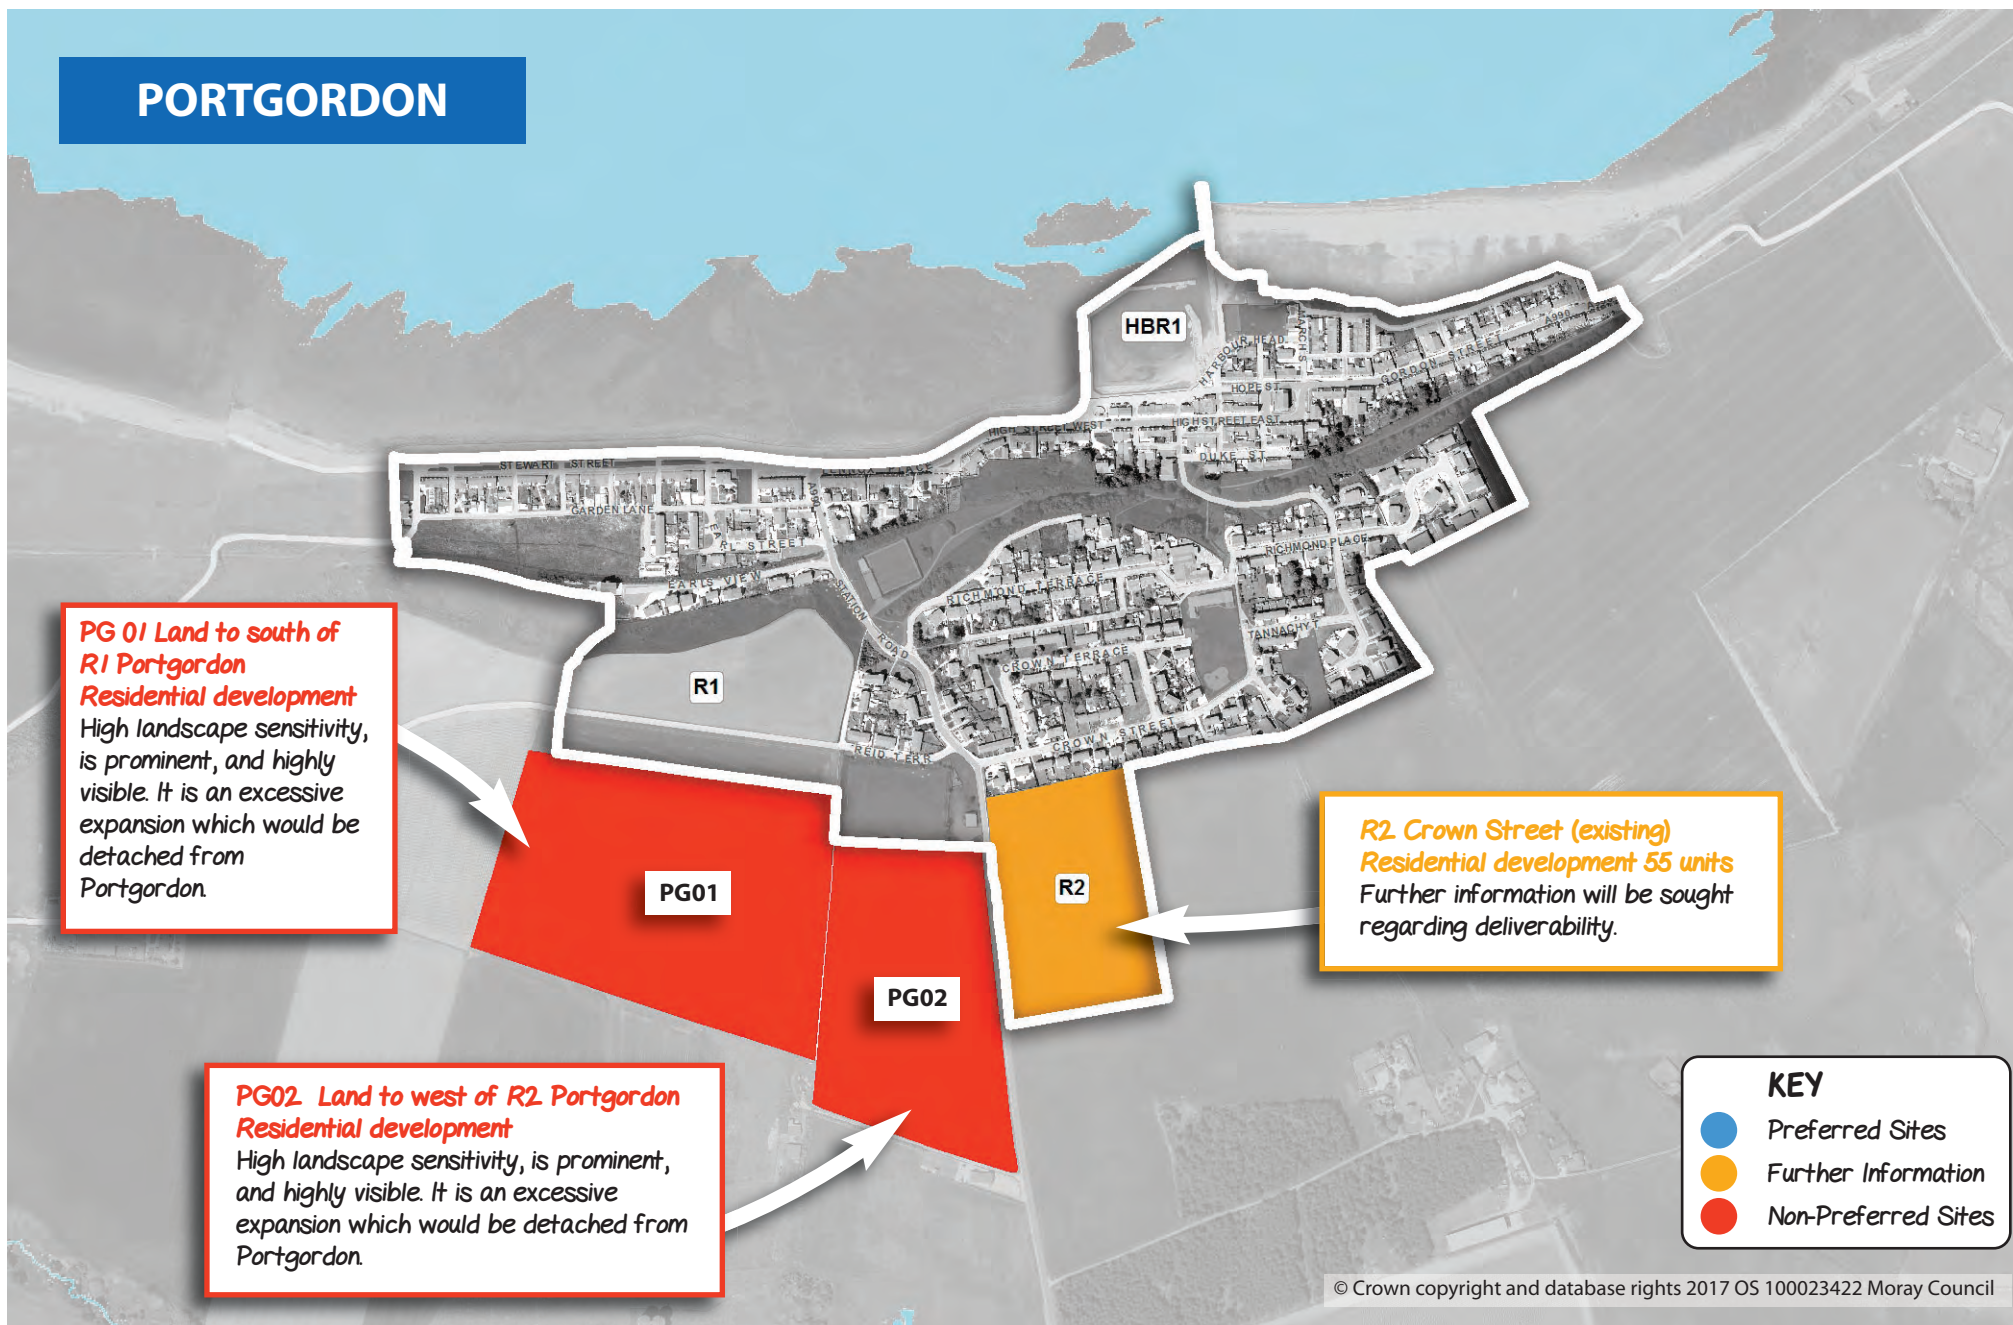 PORTGORDON
HBR1
HARBOUR HEAD
HOPE ST
GORDON STREET
A990
HIGH STREET WEST
HIGH STREET EAST
DUKE ST
STEWART STREET
GARDEN LANE
EARL STREET
EARLS VIEW
STATION ROAD
RICHMOND PLACE
RICHMOND TERRACE
TANNACHY
CROWN TERRACE
CROWN STREET
REID TERR
R1
PG 01 Land to south of
R1 Portgordon
Residential development
High landscape sensitivity,
is prominent, and highly
visible. It is an excessive
expansion which would be
detached from
Portgordon.
PG01
PG02
R2
R2 Crown Street (existing)
Residential development 55 units
Further information will be sought
regarding deliverability.
PG02 Land to west of R2 Portgordon
Residential development
High landscape sensitivity, is prominent,
and highly visible. It is an excessive
expansion which would be detached from
Portgordon.
KEY
Preferred Sites
Further Information
Non-Preferred Sites
© Crown copyright and database rights 2017 OS 100023422 Moray Council